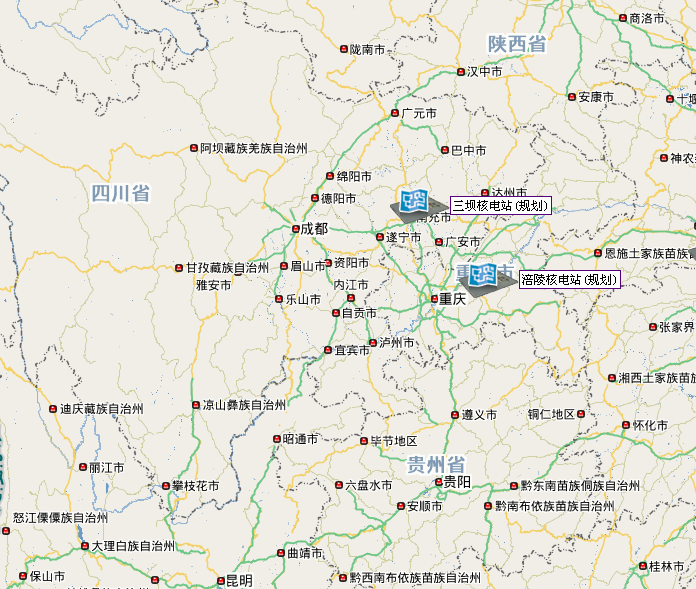 商洛市
陕西省
陇南市
汉中市
安康市
十堰
广元市
巴中市
阿坝藏族羌族自治州
神农
绵阳市
四川省
德阳市
达州市
三坝核电站(规划)
南充市
成都
遂宁市
广安市
恩施土家族苗族
甘孜藏族自治州
眉山市
资阳市
雅安市
内江市
涪陵核电站(规划)
乐山市
重庆
自贡市
张家界
宜宾市
泸州市
湘西土家族苗族
凉山彝族自治州
迪庆藏族自治州
遵义市
铜仁地区
怀化市
昭通市
毕节地区
丽江市
贵州省
攀枝花市
六盘水市
贵阳
黔东南苗族侗族自治州
安顺市
黔南布依族苗族自治州
怒江傈僳族自治州
大理白族自治州
曲靖市
桂林市
保山市
昆明
黔西南布依族苗族自治州